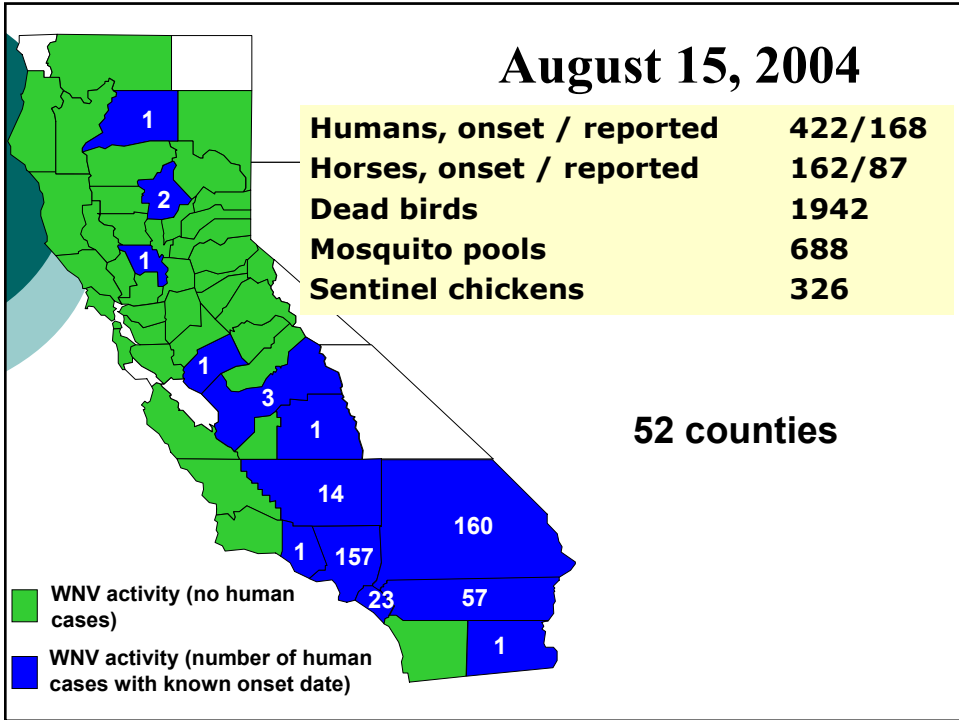 August 15, 2004
Humans, onset / reported 422/168
Horses, onset / reported 162/87
Dead birds 1942
Mosquito pools 688
Sentinel chickens 326
1
2
1
1
3
1
52 counties
14
160
1
157
23
57
1
WNV activity (no human
cases)
WNV activity (number of human
cases with known onset date)